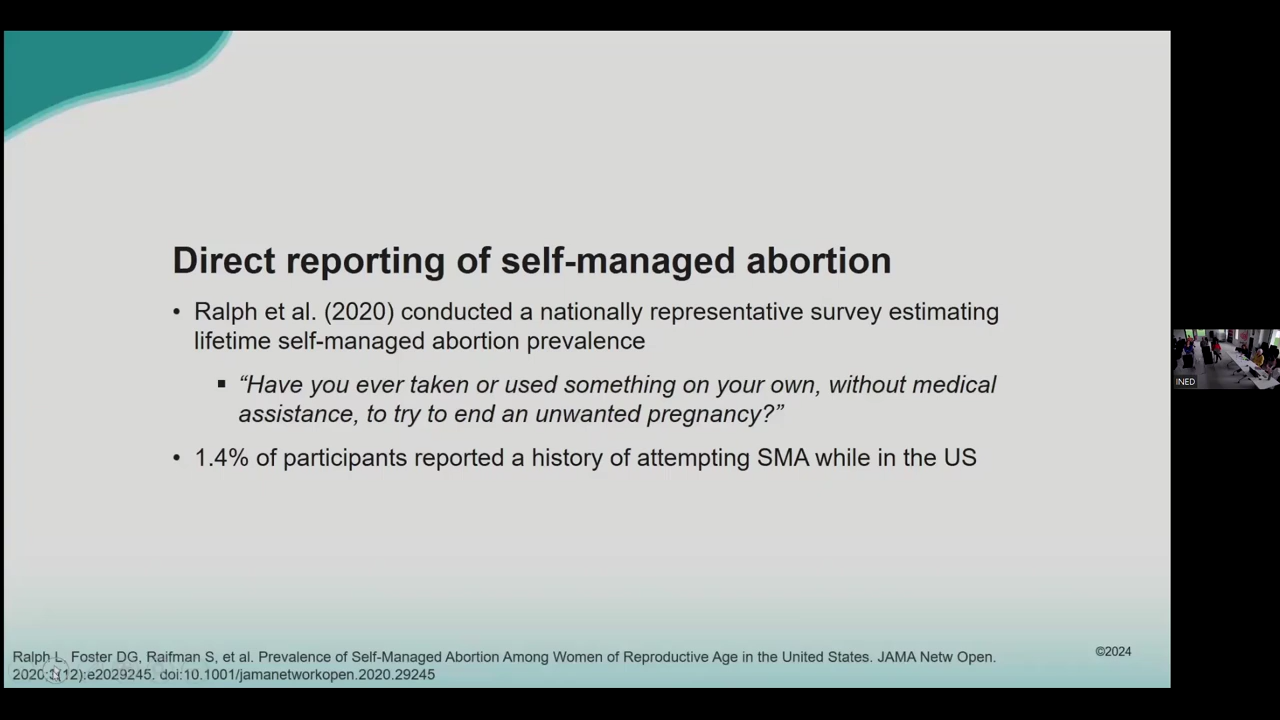 Direct reporting of self-managed abortion
• Ralph et al. (2020) conducted a nationally representative survey estimating
lifetime self-managed abortion prevalence
▪ “Have you ever taken or used something on your own, without medical
assistance, to try to end an unwanted pregnancy?”
• 1.4% of participants reported a history of attempting SMA while in the US
INED
Ralph L, Foster DG, Raifman S, et al. Prevalence of Self-Managed Abortion Among Women of Reproductive Age in the United States. JAMA Netw Open.
2020; (12):e2029245. doi:10.1001/jamanetworkopen.2020.29245
©2024